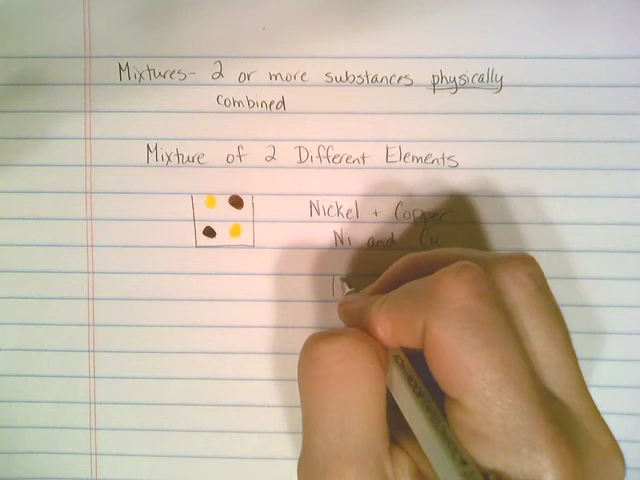 Mixtures- 2 or more substances physically
combined
Mixture of 2 Different Elements
Nickel + Copper
Ni and Cu